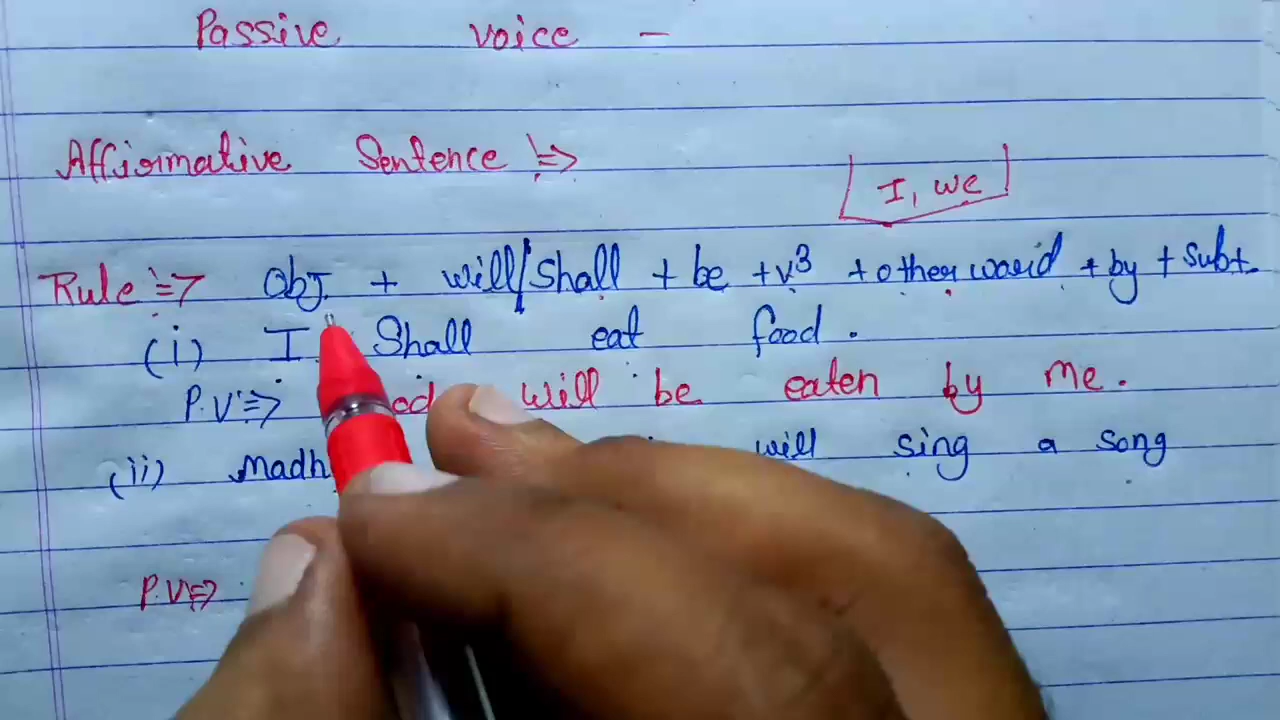 Passive voice -
Affirmative Sentence :=>
I, we
Rule :=> Obj. + will/Shall + be + v3 + other word + by + Subt.
(i) I Shall eat food.
P.V :=> will be eaten by me.
(ii) will sing a song
P.V :=>